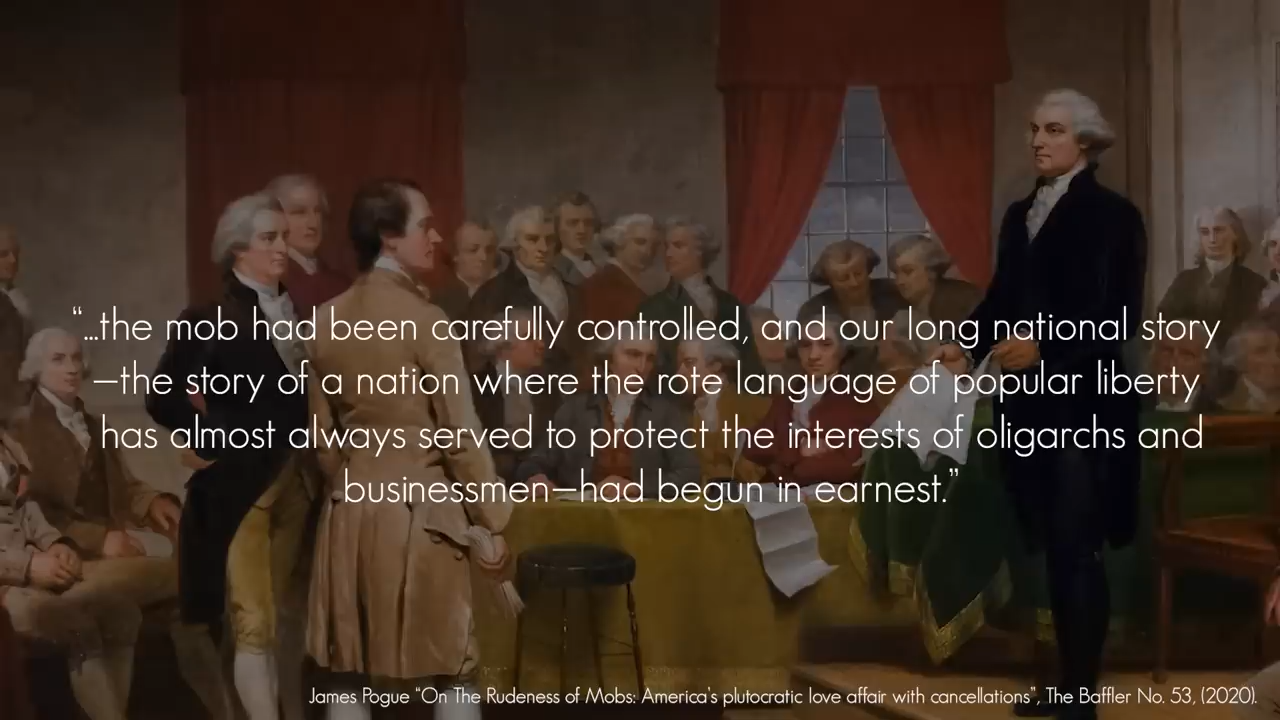 “...the mob had been carefully controlled, and our long national story
—the story of a nation where the rote language of popular liberty
has almost always served to protect the interests of oligarchs and
businessmen—had begun in earnest.”
James Pogue “On The Rudeness of Mobs: America's plutocratic love affair with cancellations”, The Baffler No. 53, (2020).